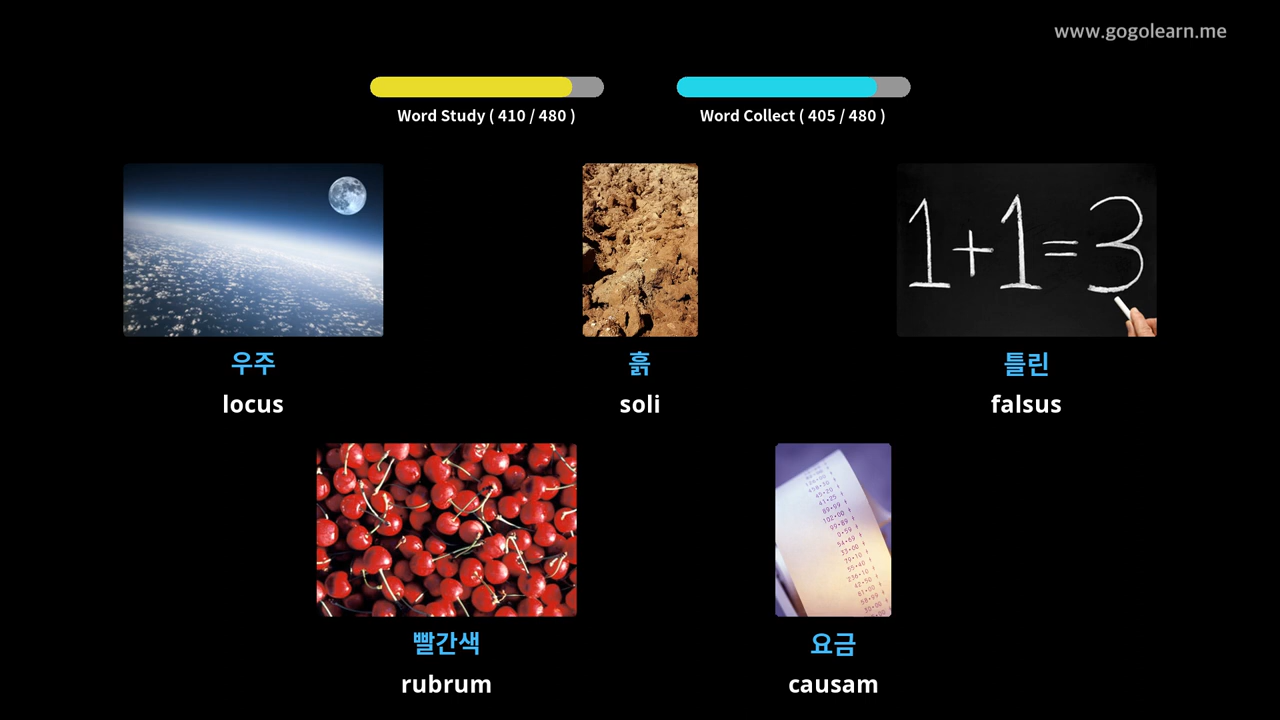 www.gogolearn.me
Word Study ( 410 / 480 )
Word Collect ( 405 / 480 )
1+1=3
우주
흙
틀린
locus
soli
falsus
빨간색
요금
rubrum
causam